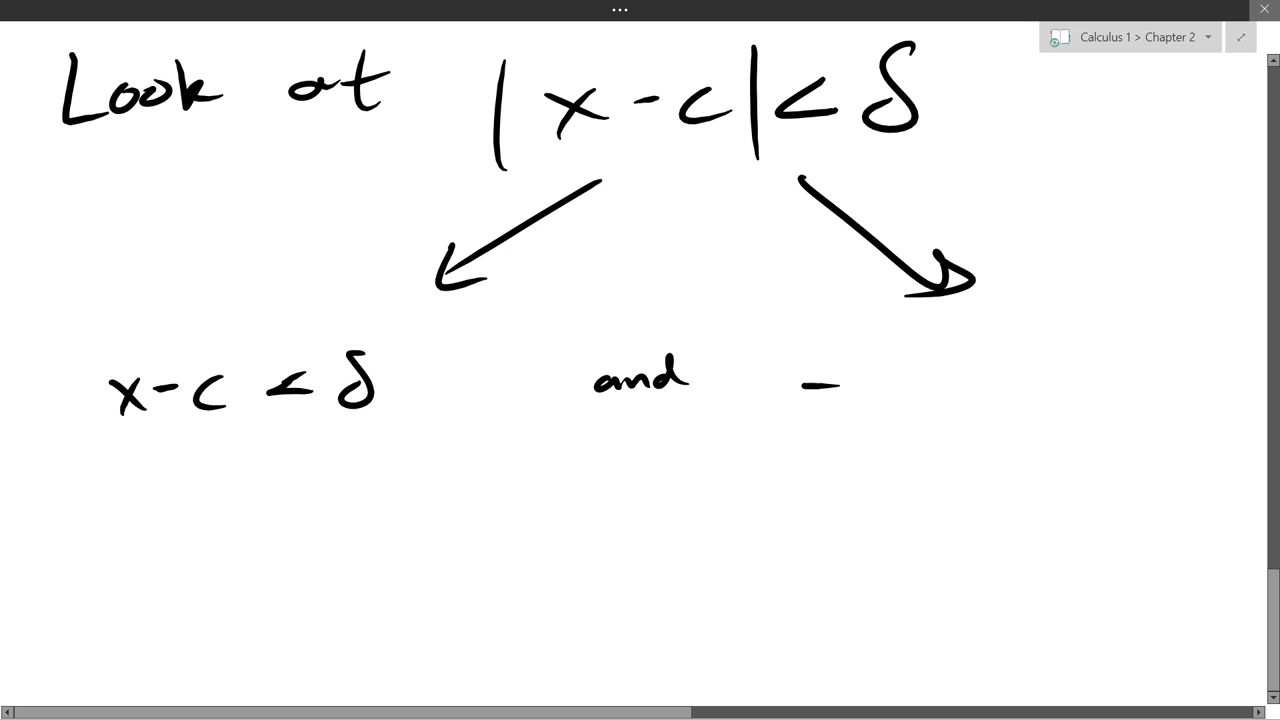 Calculus 1 > Chapter 2
Look at |x-c|<δ
x-c<δ and -